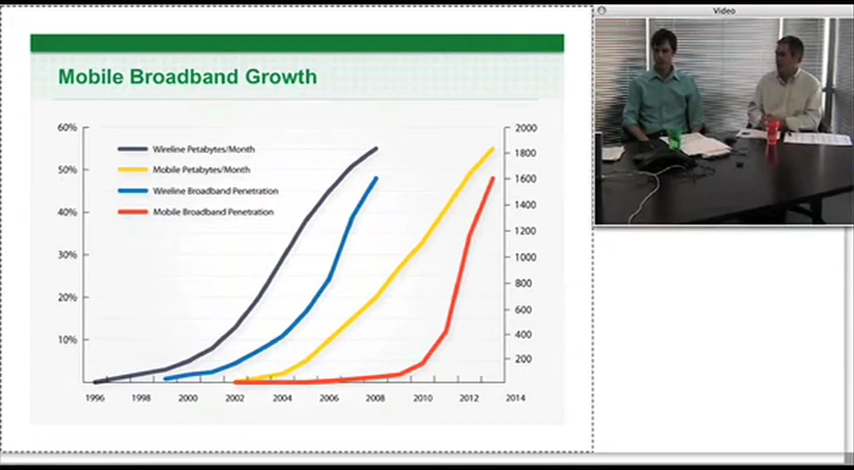 Video
Mobile Broadband Growth
60%
50%
40%
30%
20%
10%
Wireline Petabytes/Month
Mobile Petabytes/Month
Wireline Broadband Penetration
Mobile Broadband Penetration
2000
1800
1600
1400
1200
1000
800
600
400
200
1996 1998 2000 2002 2004 2006 2008 2010 2012 2014